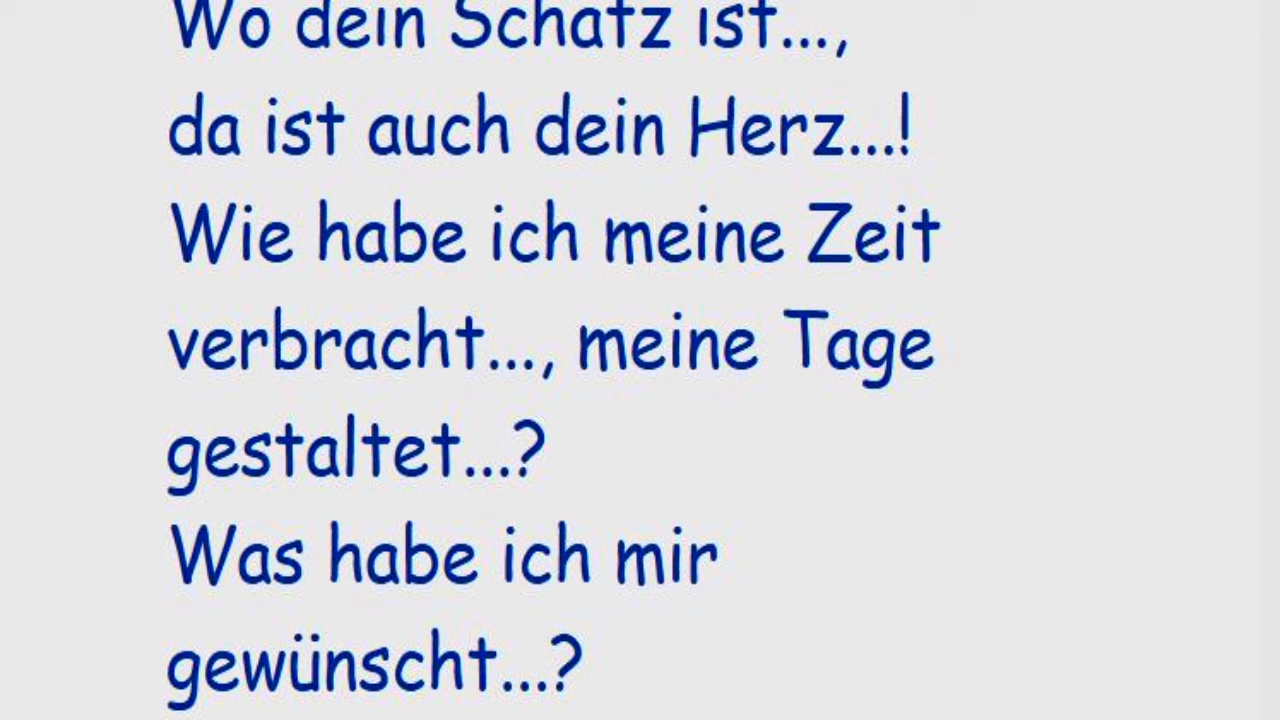 Wo dein Schatz ist...,
da ist auch dein Herz...!
Wie habe ich meine Zeit
verbracht..., meine Tage
gestaltet...?
Was habe ich mir
gewünscht...?